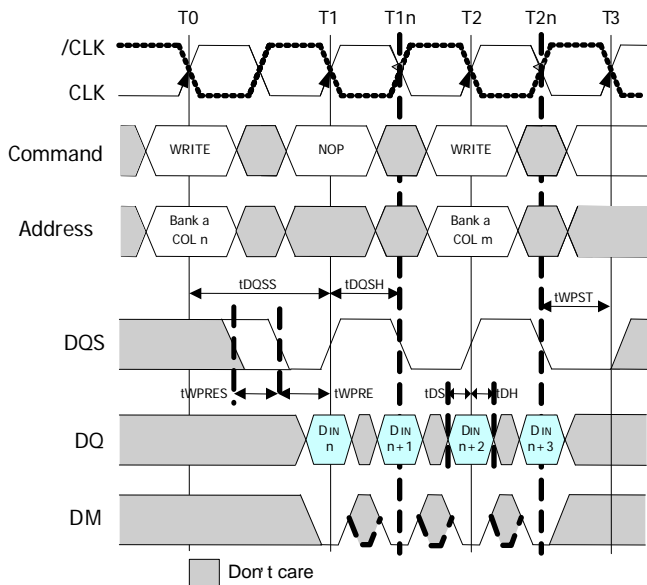 T0 T1 T1n T2 T2n T3
/CLK
CLK
Command WRITE NOP WRITE
Address Bank a COL n Bank a COL m
tDQSS tDQSH tWPST
DQS
tWPRES tWPRE tDS tDH
DQ DIN n DIN n+1 DIN n+2 DIN n+3
DM
Don't care